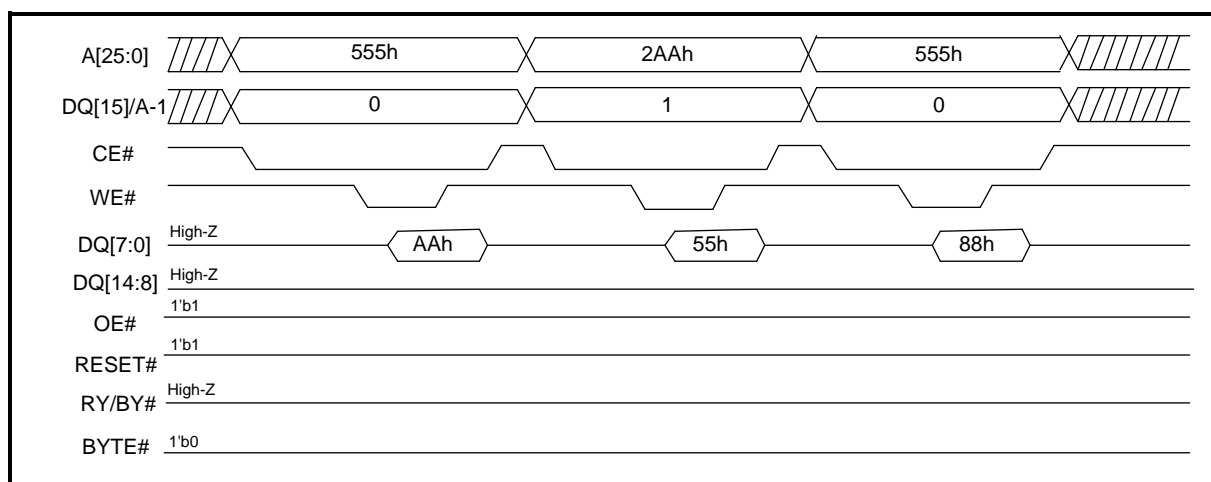 A[25:0] 555h 2AAh 555h
DQ[15]/A-1 0 1 0
CE#
WE#
DQ[7:0] High-Z AAh 55h 88h
DQ[14:8] High-Z
OE# 1'b1
RESET# 1'b1
RY/BY# High-Z
BYTE# 1'b0